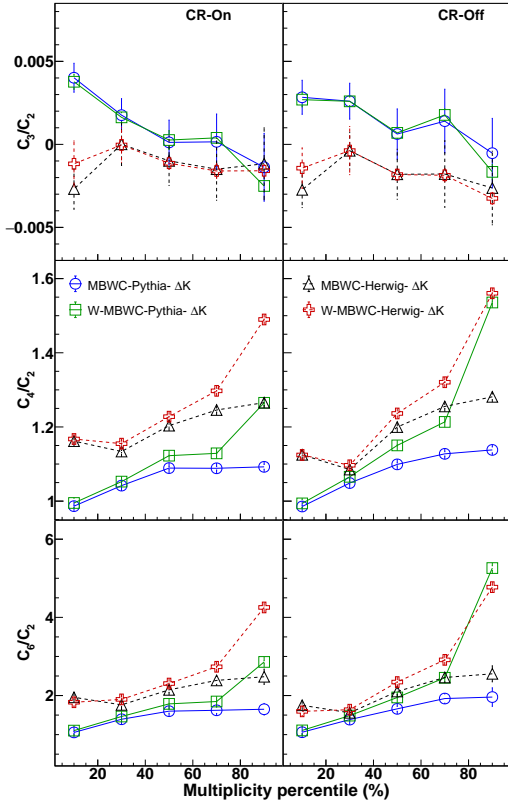 CR-On
CR-Off
0.005
0
−0.005
C3/C2
MBWC-Pythia- ΔK
W-MBWC-Pythia- ΔK
MBWC-Herwig- ΔK
W-MBWC-Herwig- ΔK
1.6
1.4
1.2
1
C4/C2
6
4
2
C6/C2
20 40 60 80
20 40 60 80
Multiplicity percentile (%)